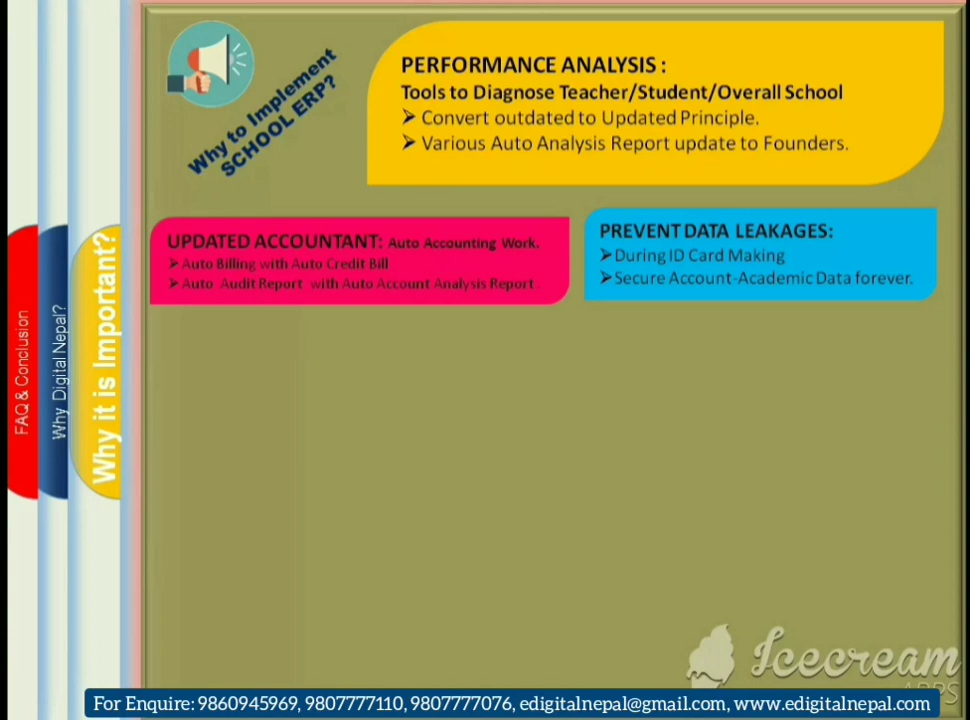 Why to Implement
SCHOOL ERP?
PERFORMANCE ANALYSIS :
Tools to Diagnose Teacher/Student/Overall School
➢ Convert outdated to Updated Principle.
➢ Various Auto Analysis Report update to Founders.
UPDATED ACCOUNTANT: Auto Accounting Work.
➢ Auto Billing with Auto Credit Bill
➢ Auto Audit Report with Auto Account Analysis Report .
PREVENT DATA LEAKAGES:
➢ During ID Card Making
➢ Secure Account-Academic Data forever.
FAQ & Conclusion
Why Digital Nepal?
Why it is Important?
Icecream
APPS
For Enquire: 9860945969, 9807777110, 9807777076, edigitalnepal@gmail.com, www.edigitalnepal.com